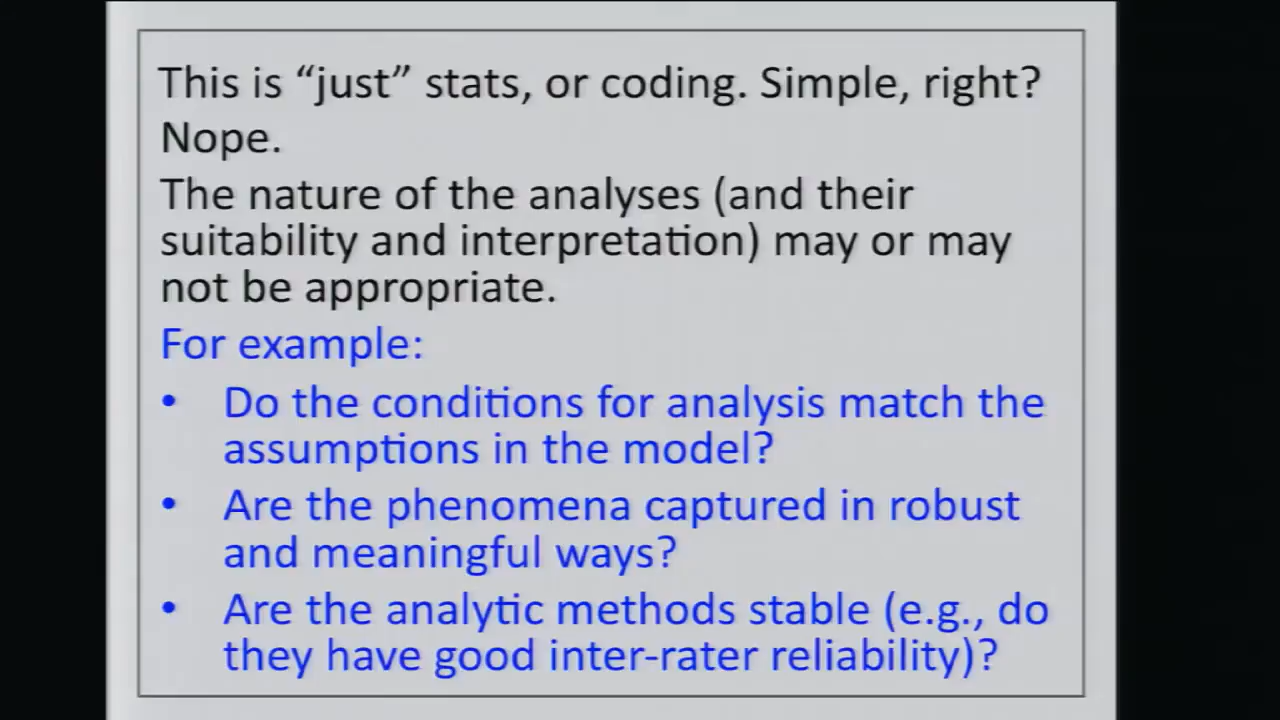 This is “just” stats, or coding. Simple, right?
Nope.
The nature of the analyses (and their
suitability and interpretation) may or may
not be appropriate.
For example:
• Do the conditions for analysis match the
assumptions in the model?
• Are the phenomena captured in robust
and meaningful ways?
• Are the analytic methods stable (e.g., do
they have good inter-rater reliability)?